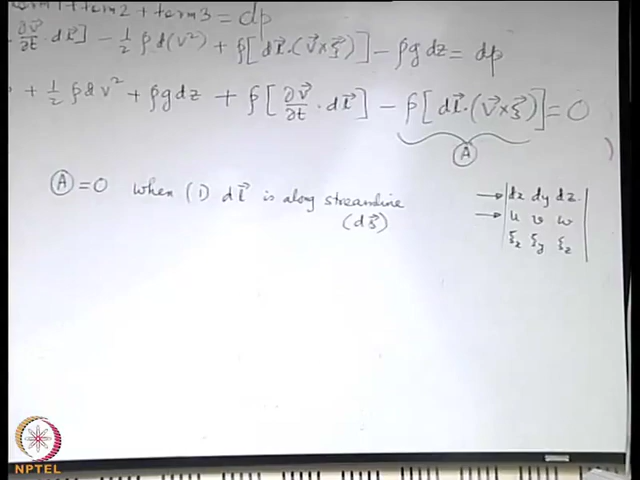 term2 + term3 = dp
∂V⃗/∂t · dl⃗] − ½ ρ d(V²) + ρ[dl⃗·(V⃗×ξ⃗)] − ρg dz = dp
+ ½ ρ d V² + ρg dz + ρ[∂V⃗/∂t · dl⃗] − ρ[dl⃗·(V⃗×ξ⃗)] = 0
Ⓐ
Ⓐ = 0 when (1) dl⃗ is along streamline
(ds⃗)
→ | dx dy dz |
→ | u v w |
| ξx ξy ξz |
NPTEL